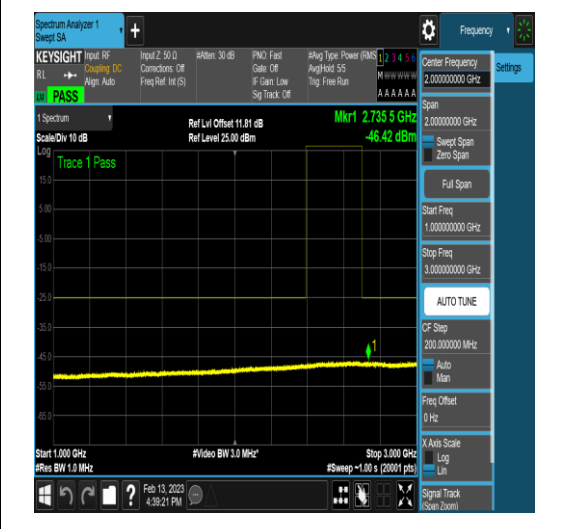 Spectrum Analyzer 1
Swept SA
+
Frequency
KEYSIGHT
RL
PASS
Input: RF
Coupling: DC
Align: Auto
Input Z: 50 Ω
Corrections: Off
Freq Ref: Int (S)
#Atten: 30 dB
PNO: Fast
Gate: Off
IF Gain: Low
Sig Track: Off
#Avg Type: Power (RMS
Avg|Hold: 5/5
Trig: Free Run
1 2 3 4 5 6
M W W W W W
A A A A A A
1 Spectrum
Scale/Div 10 dB
Ref Lvl Offset 11.81 dB
Ref Level 25.00 dBm
Mkr1 2.735 5 GHz
-46.42 dBm
Log
Trace 1 Pass
15.0
5.00
-5.00
-15.0
-25.0
-35.0
-45.0
-55.0
-65.0
1
Start 1.000 GHz
#Res BW 1.0 MHz
#Video BW 3.0 MHz*
Stop 3.000 GHz
#Sweep ~1.00 s (20001 pts)
?
Feb 13, 2023
4:39:21 PM
Center Frequency
2.000000000 GHz
Span
2.00000000 GHz
Swept Span
Zero Span
Full Span
Start Freq
1.000000000 GHz
Stop Freq
3.000000000 GHz
AUTO TUNE
CF Step
200.000000 MHz
Auto
Man
Freq Offset
0 Hz
X Axis Scale
Log
Lin
Signal Track
(Span Zoom)
Settings